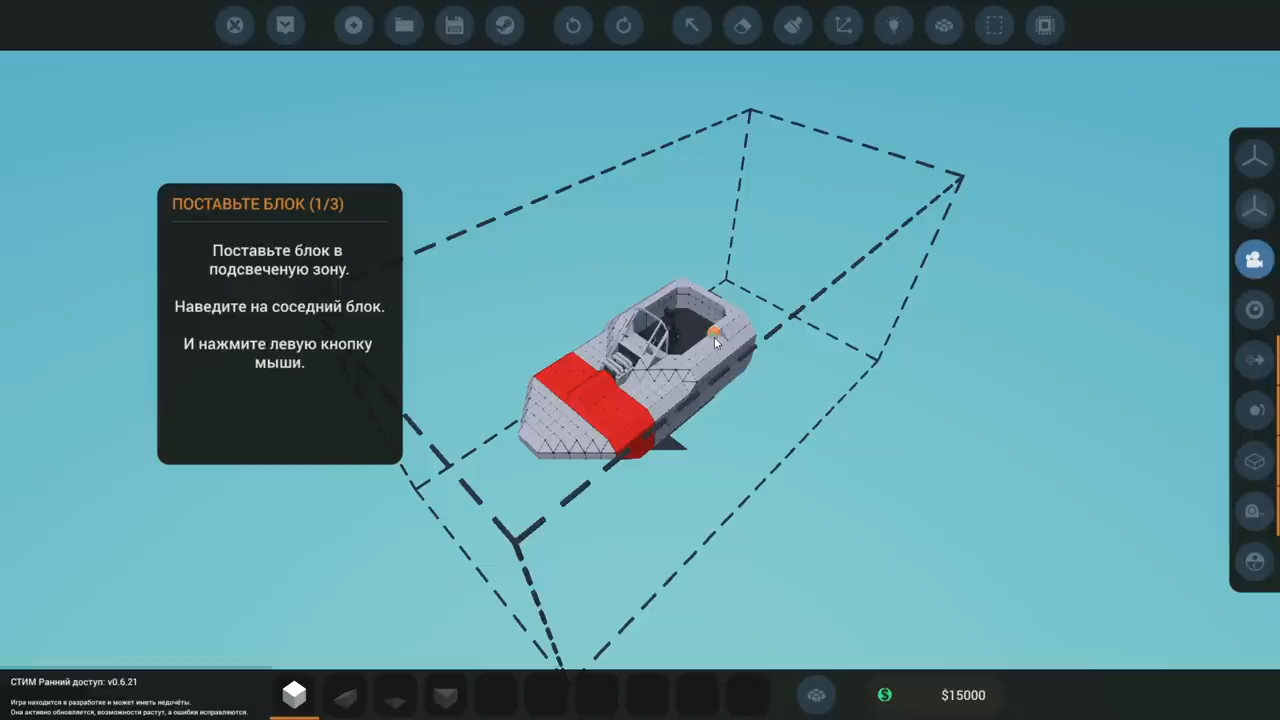 ПОСТАВЬТЕ БЛОК (1/3)
Поставьте блок в
подсвеченую зону.
Наведите на соседний блок.
И нажмите левую кнопку
мыши.
СТИМ Ранний доступ: v0.6.21
Игра находится в разработке и может иметь недочёты.
Она активно обновляется, возможности растут, а ошибки исправляются.
$15000